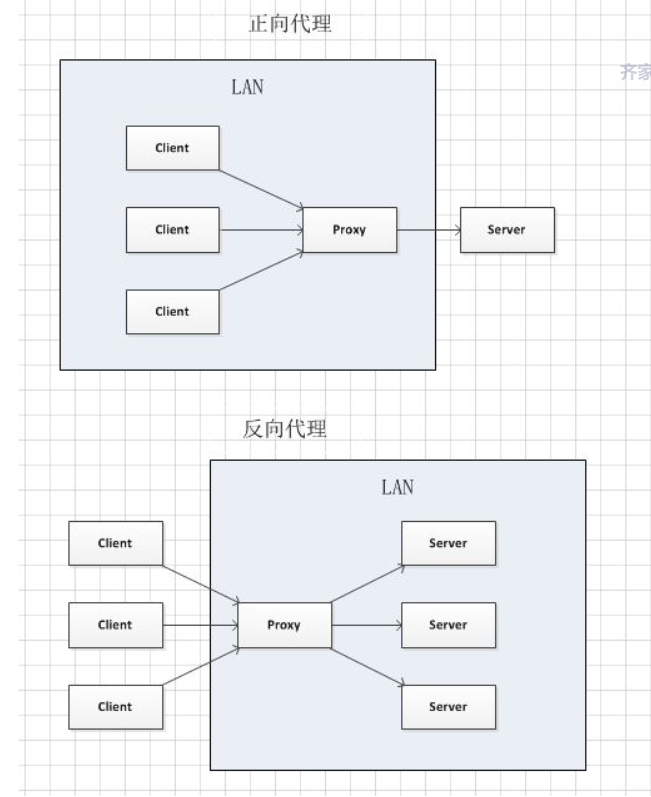 正向代理
齐家
LAN
Client
Client
Proxy
Server
Client
反向代理
LAN
Client
Server
Client
Proxy
Server
Client
Server